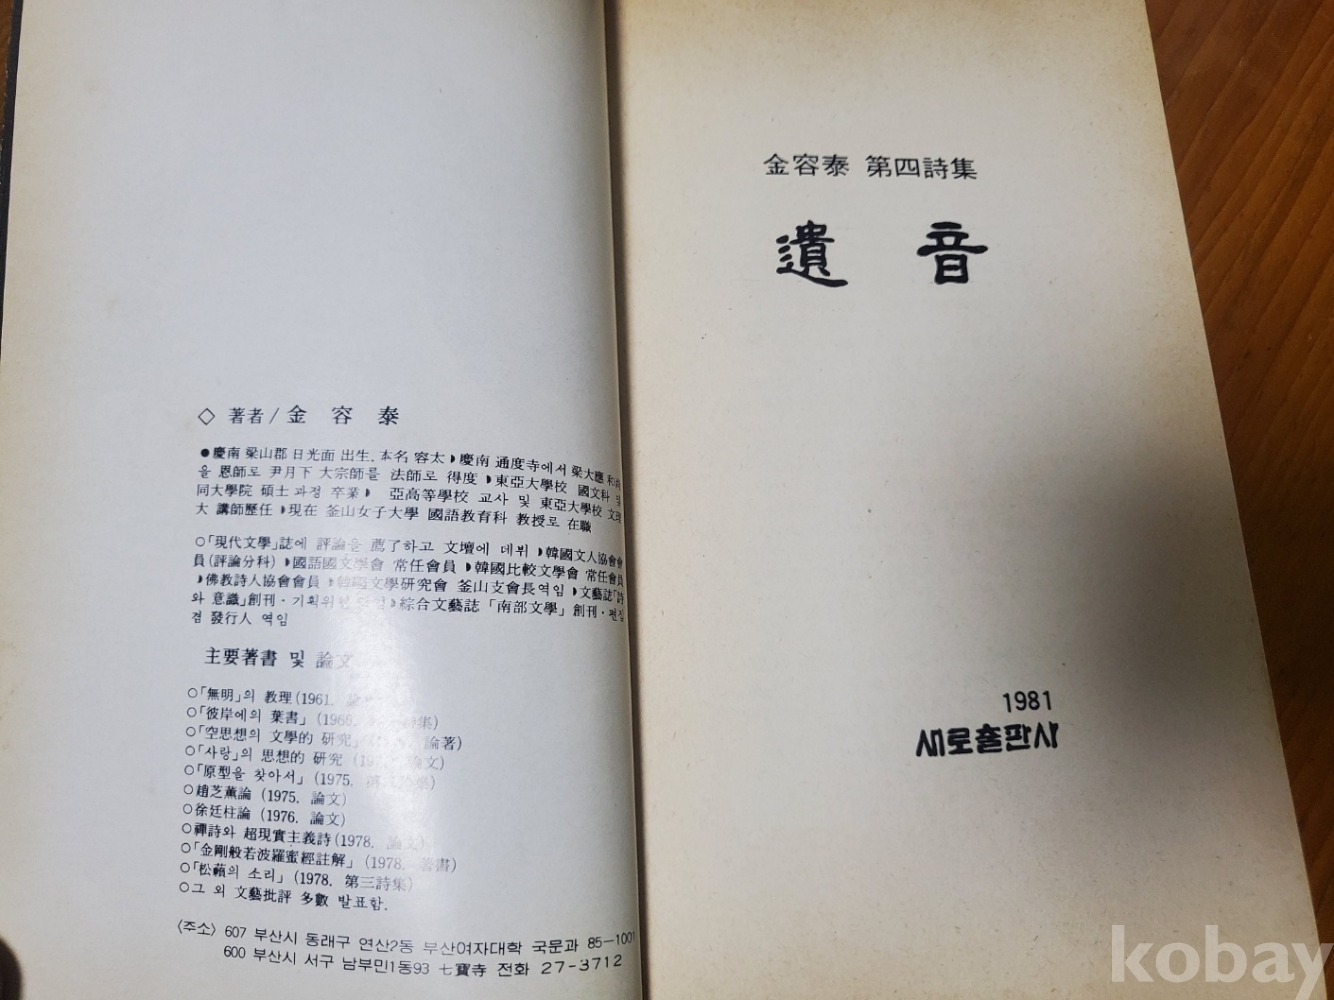 ◇ 著者/金 容 泰
●慶南 梁山郡 日光面 出生. 本名 容太◗慶南 通度寺에서 梁大應 和尙
을 恩師로 尹月下 大宗師를 法師로 得度◗東亞大學校 國文科 및
同大學院 碩士 과정 卒業◗ 亞高等學校 교사 및 東亞大學校 文理
大 講師歷任◗現在 釜山女子大學 國語教育科 敎授로 在職
○「現代文學」誌에 評論을 薦了하고 文壇에 데뷔◗韓國文人協會會
員(評論分科)◗國語國文學會 常任會員◗韓國比較文學會 常任會員
◗佛敎詩人協會會員◗韓國文學硏究會 釜山支會長역임◗文藝誌「詩
와 意識」創刊·기획위원 역임◗綜合文藝誌「南部文學」創刊·편집
겸 發行人 역임
主要著書 및 論文
○「無明」의 教理(1961.
○「彼岸에의 葉書」(1968. 詩集)
○「空思想의 文學的 研究」 論著)
○「사랑」의 思想的 研究 論文)
○「原型을 찾아서」(1975.
○趙芝薰論 (1975. 論文)
○徐廷柱論 (1976. 論文)
○禪詩와 超現實主義詩(1978. 論文)
○「金剛般若波羅蜜經註解」(1978. 著書)
○「松籟의 소리」(1978. 第三詩集)
○그 외 文藝批評 多數 발표함.
〈주소〉 607 부산시 동래구 연산2동 부산여자대학 국문과 85-1001
600 부산시 서구 남부민1동93 七寶寺 전화 27-3712
金容泰 第四詩集
遺 音
1981
새로출판사
kobay